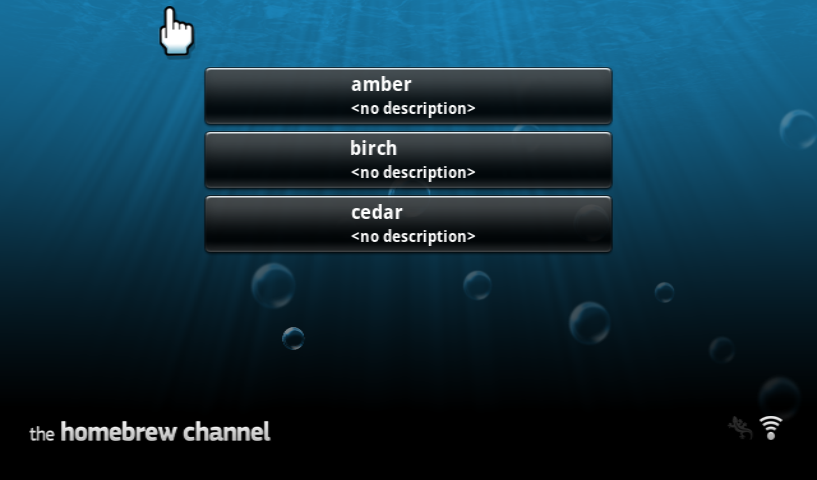 amber
<no description>
birch
<no description>
cedar
<no description>
the homebrew channel